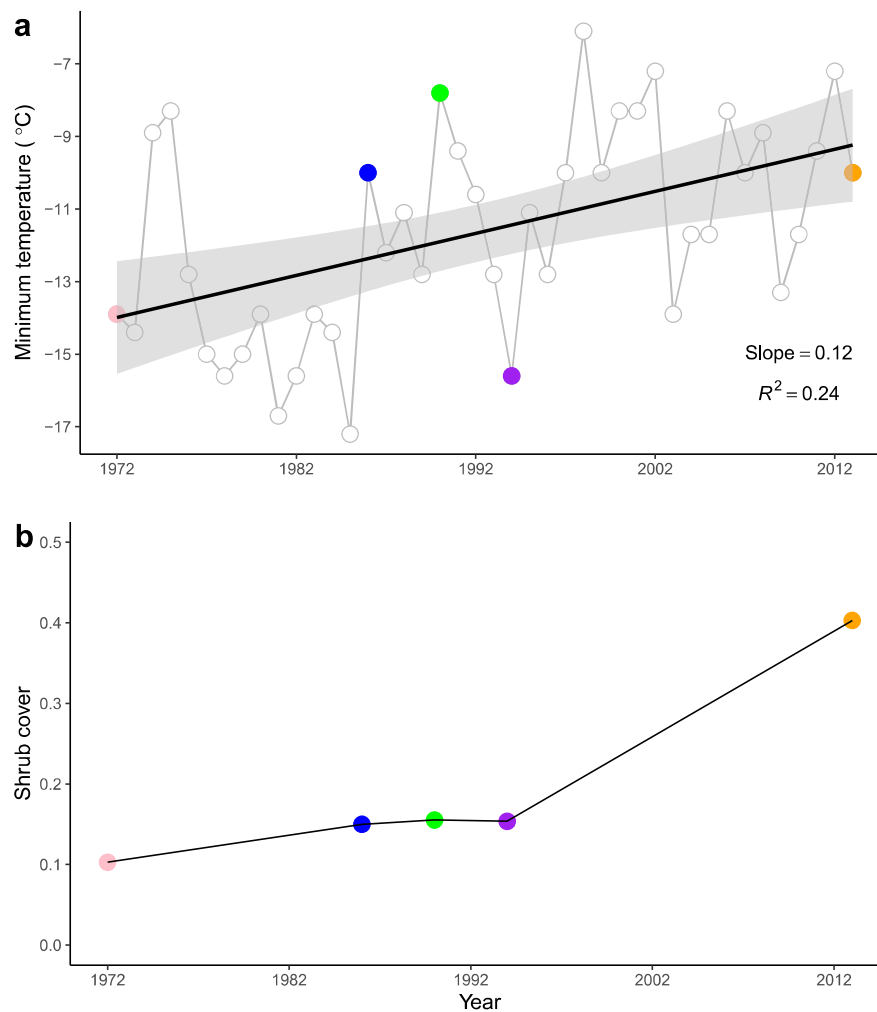 a
Minimum temperature ( °C)
−7
−9
−11
−13
−15
−17
Slope = 0.12
R² = 0.24
1972 1982 1992 2002 2012
b
Shrub cover
0.5
0.4
0.3
0.2
0.1
0.0
1972 1982 1992 2002 2012
Year